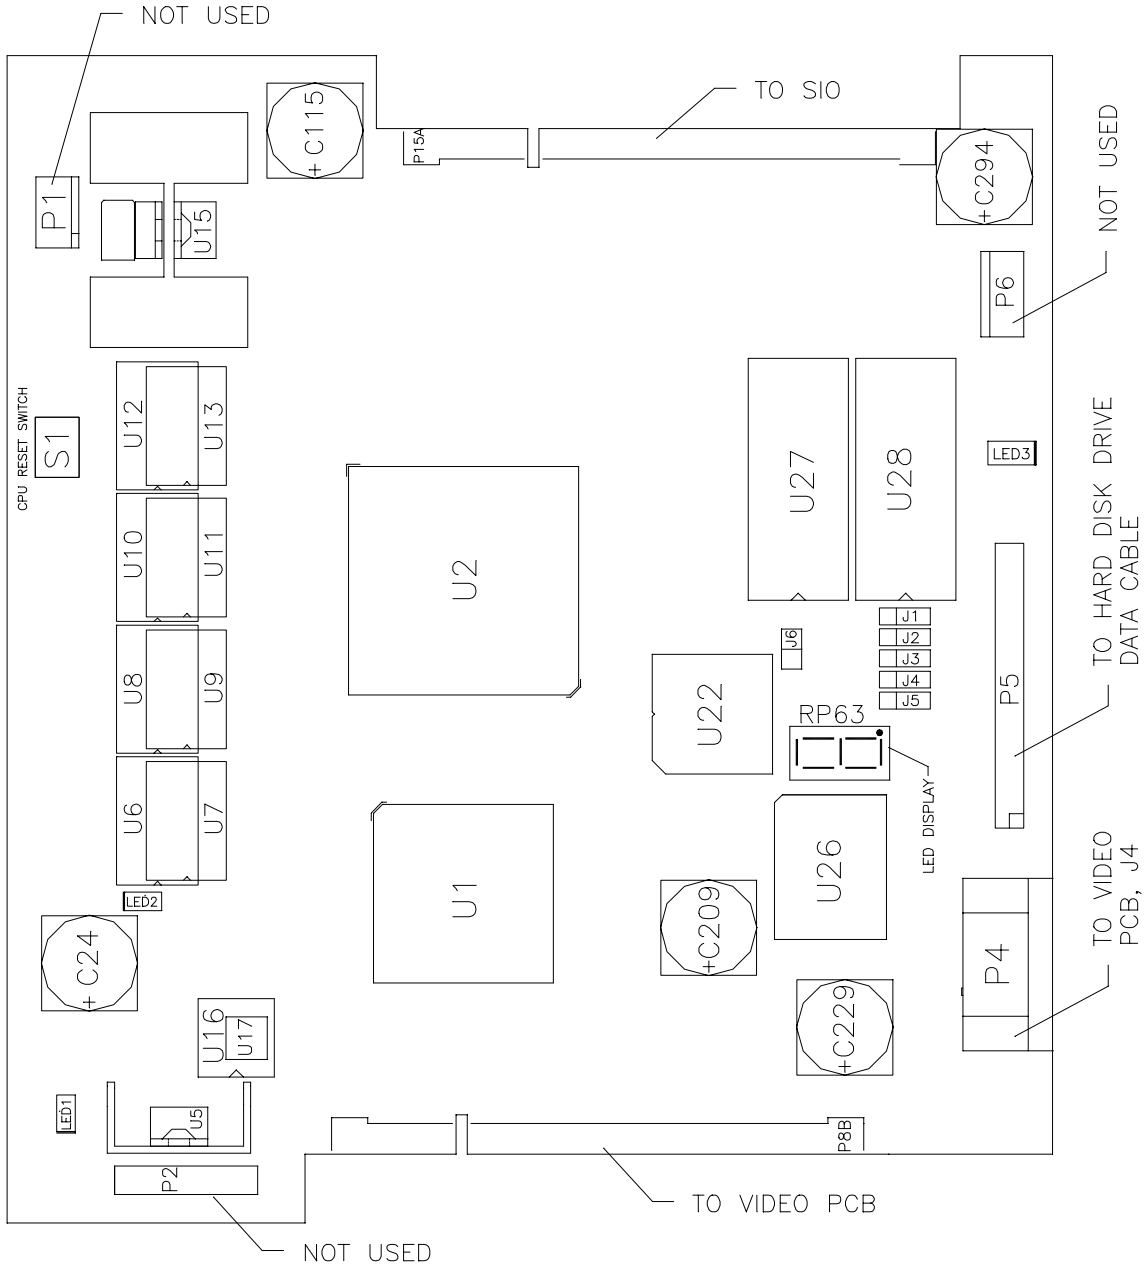 NOT USED
TO SIO
NOT USED
C115
+
P15A
C294
+
P1
U15
P6
CPU RESET SWITCH
S1
U12
U13
U10
U11
U8
U9
U6
U7
U2
U27
U28
LED3
J1
J2
J3
J4
J5
J6
U22
RP63
LED DISPLAY
P5
TO HARD DISK DRIVE
DATA CABLE
U1
U26
LED2
C24
+
C209
+
C229
+
P4
TO VIDEO
PCB, J4
U16
U17
LED1
U5
P8B
P2
TO VIDEO PCB
NOT USED